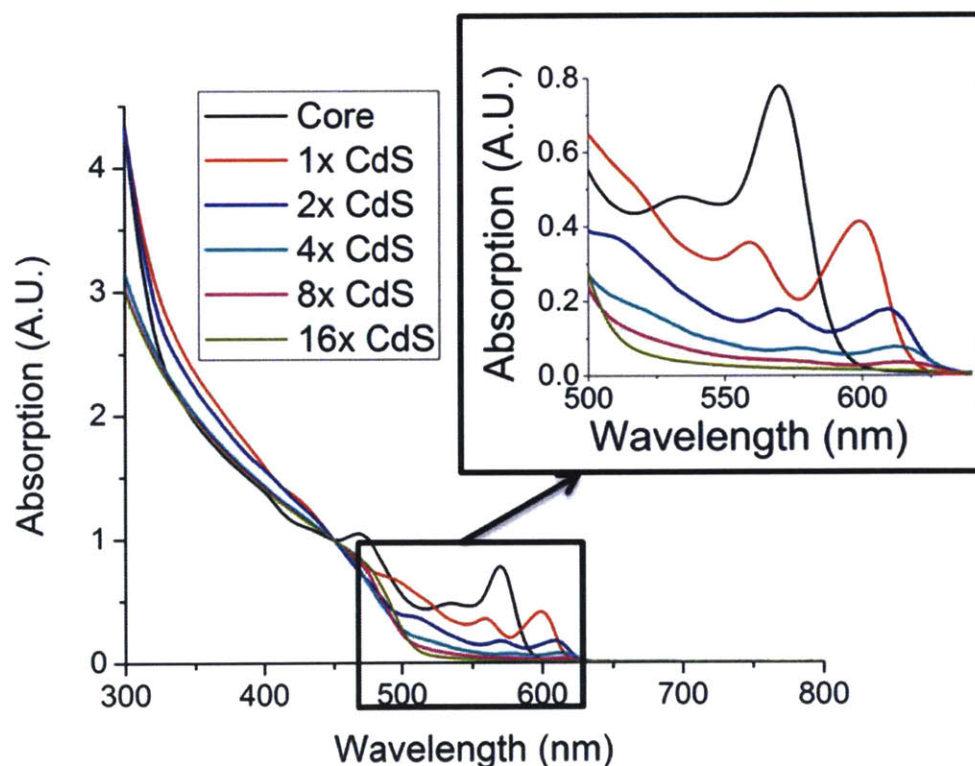 Absorption (A.U.)
4
3
2
1
0
300
400
500
600
700
800
Wavelength (nm)
Core
1x CdS
2x CdS
4x CdS
8x CdS
16x CdS
Absorption (A.U.)
0.8
0.6
0.4
0.2
0.0
500
550
600
Wavelength (nm)